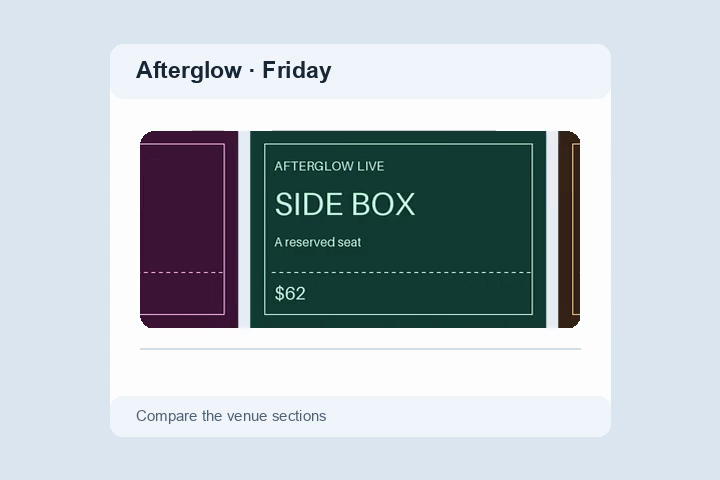 Afterglow · Friday
AFTERGLOW LIVE
SIDE BOX
A reserved seat
$62
Compare the venue sections